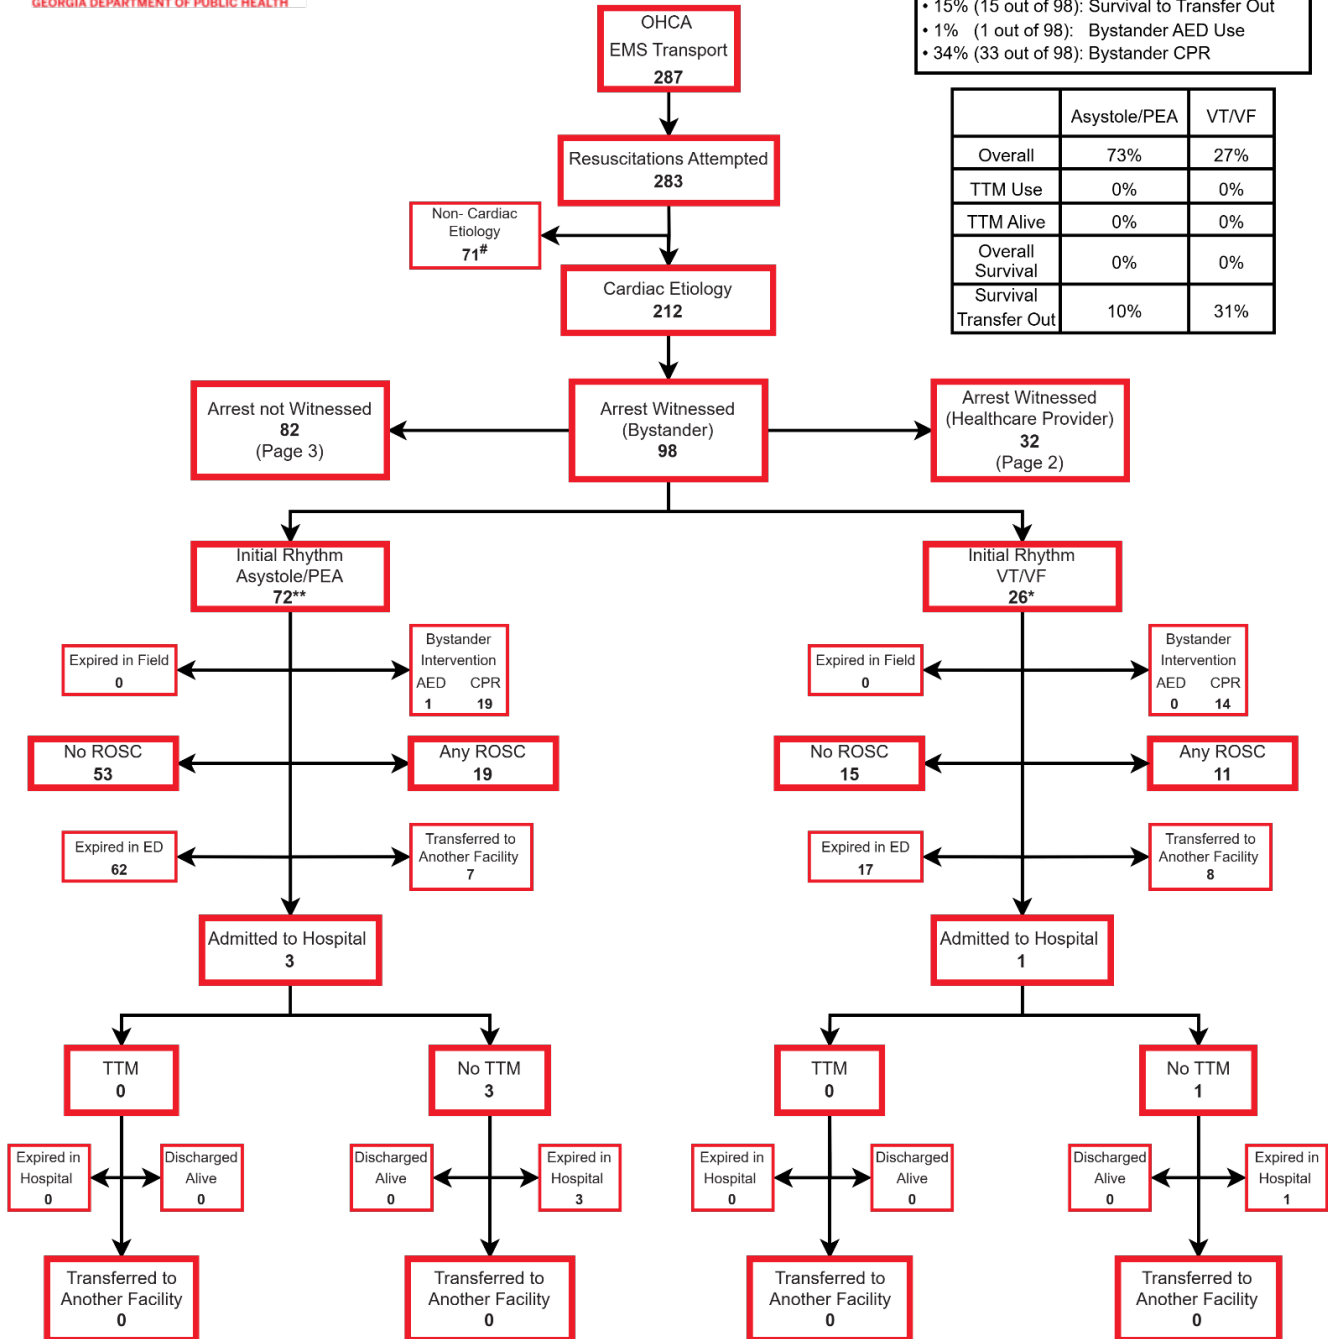 GEORGIA DEPARTMENT OF PUBLIC HEALTH
• 15% (15 out of 98): Survival to Transfer Out
• 1% (1 out of 98): Bystander AED Use
• 34% (33 out of 98): Bystander CPR
OHCA
EMS Transport
287
Asystole/PEA VT/VF
Overall 73% 27%
TTM Use 0% 0%
TTM Alive 0% 0%
Overall
Survival 0% 0%
Survival
Transfer Out 10% 31%
Resuscitations Attempted
283
Non- Cardiac
Etiology
71#
Cardiac Etiology
212
Arrest not Witnessed
82
(Page 3)
Arrest Witnessed
(Bystander)
98
Arrest Witnessed
(Healthcare Provider)
32
(Page 2)
Initial Rhythm
Asystole/PEA
72**
Initial Rhythm
VT/VF
26*
Expired in Field
0
Bystander
Intervention
AED CPR
1 19
Expired in Field
0
Bystander
Intervention
AED CPR
0 14
No ROSC
53
Any ROSC
19
No ROSC
15
Any ROSC
11
Expired in ED
62
Transferred to
Another Facility
7
Expired in ED
17
Transferred to
Another Facility
8
Admitted to Hospital
3
Admitted to Hospital
1
TTM
0
No TTM
3
TTM
0
No TTM
1
Expired in
Hospital
0
Discharged
Alive
0
Discharged
Alive
0
Expired in
Hospital
3
Expired in
Hospital
0
Discharged
Alive
0
Discharged
Alive
0
Expired in
Hospital
1
Transferred to
Another Facility
0
Transferred to
Another Facility
0
Transferred to
Another Facility
0
Transferred to
Another Facility
0